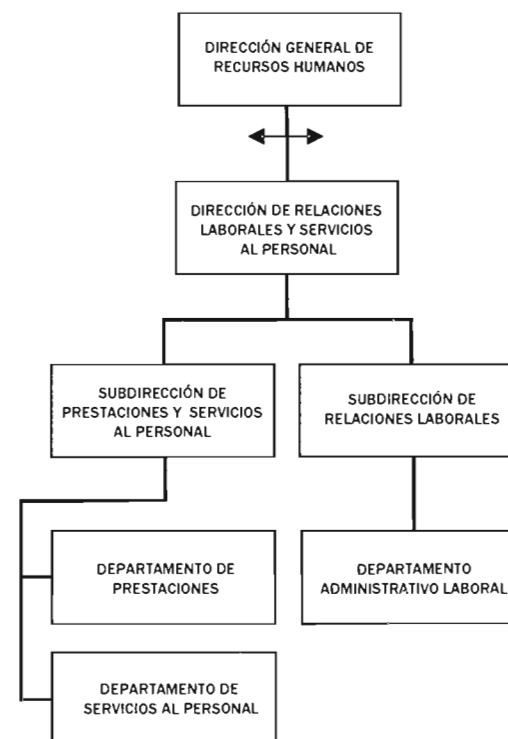 DIRECCIÓN GENERAL DE
RECURSOS HUMANOS
DIRECCIÓN DE RELACIONES
LABORALES Y SERVICIOS
AL PERSONAL
SUBDIRECCIÓN DE
PRESTACIONES Y SERVICIOS
AL PERSONAL
SUBDIRECCIÓN DE
RELACIONES LABORALES
DEPARTAMENTO DE
PRESTACIONES
DEPARTAMENTO
ADMINISTRATIVO LABORAL
DEPARTAMENTO DE
SERVICIOS AL PERSONAL